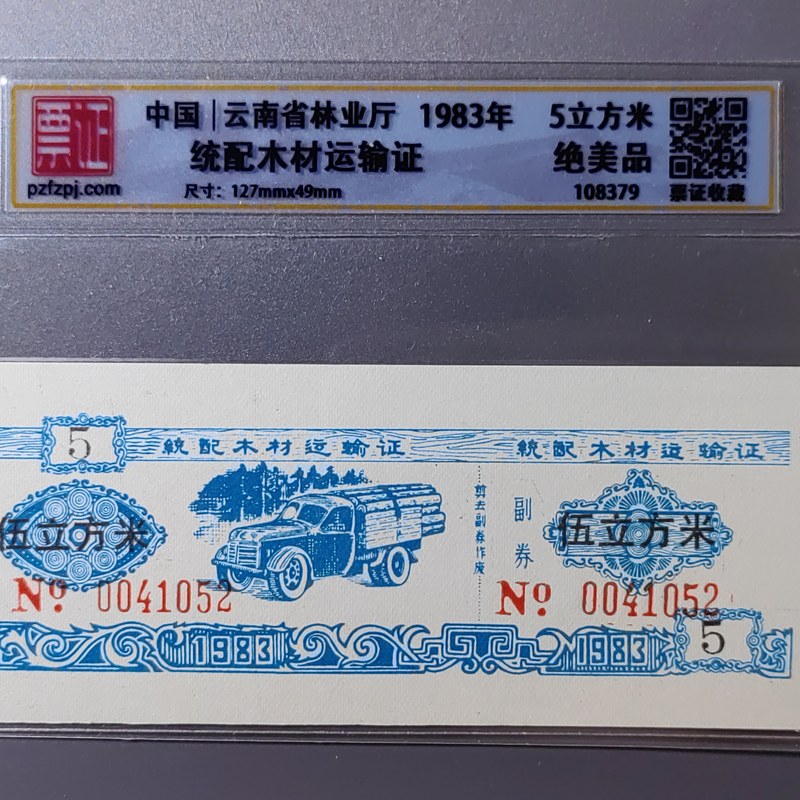 票证
中国|云南省林业厅 1983年 5立方米
统配木材运输证 绝美品
pzfzpj.com 尺寸：127mmx49mm 108379 票证收藏
5 統配木材运输证 統配木材运输证
伍立方米 剪去副券作废 副券 伍立方米
No 0041052 No 0041052
1983 1983 5